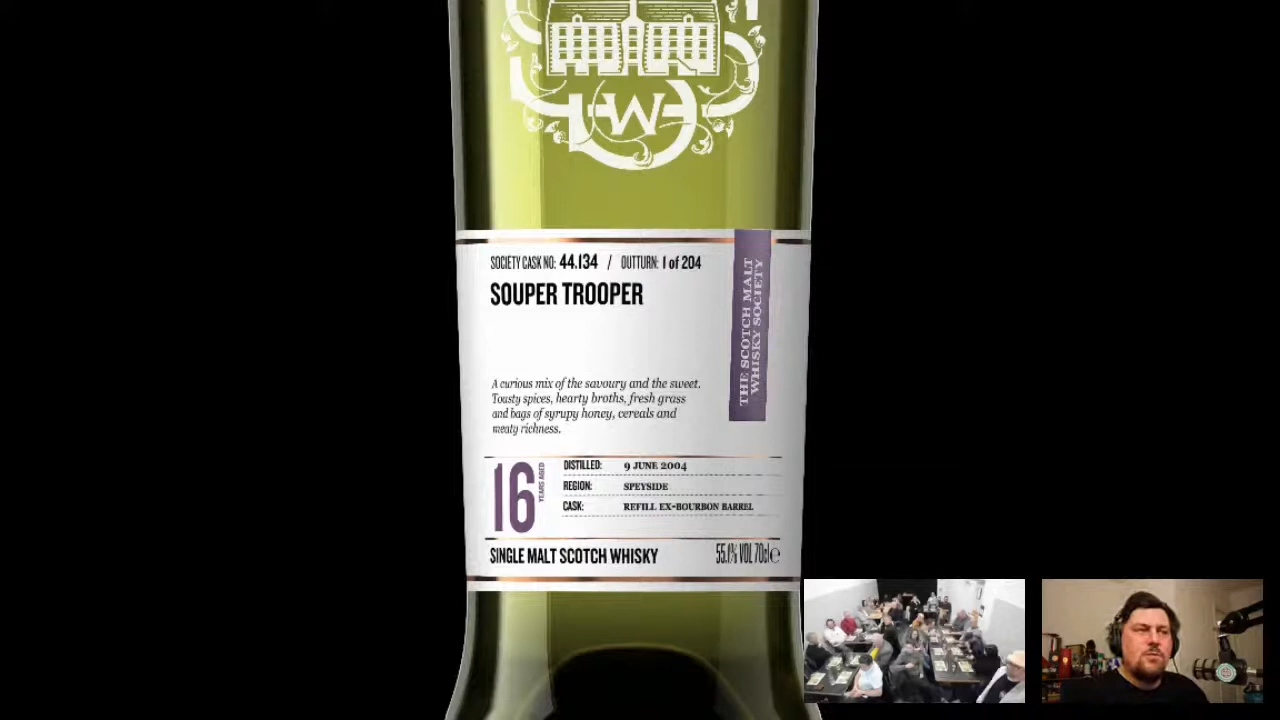 W
SOCIETY CASK NO: 44.134 / OUTTURN: 1 of 204
SOUPER TROOPER
THE SCOTCH MALT
WHISKY SOCIETY
A curious mix of the savoury and the sweet.
Toasty spices, hearty broths, fresh grass
and bags of syrupy honey, cereals and
meaty richness.
16 YEARS AGED
DISTILLED: 9 JUNE 2004
REGION: SPEYSIDE
CASK: REFILL EX-BOURBON BARREL
SINGLE MALT SCOTCH WHISKY 55.1% VOL 70cl e